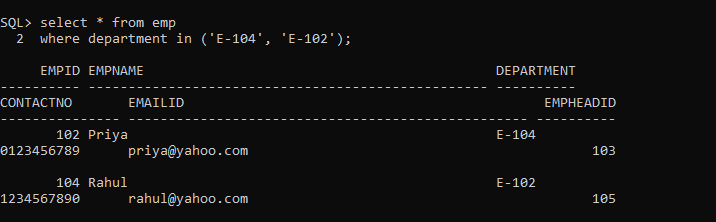 SQL> select * from emp
  2  where department in ('E-104', 'E-102');
     EMPID EMPNAME                                            DEPARTMENT
---------- -------------------------------------------------- ----------
CONTACTNO       EMAILID                                             EMPHEADID
--------------- -------------------------------------------------- ----------
       102 Priya                                              E-104
0123456789      priya@yahoo.com                                           103
       104 Rahul                                              E-102
1234567890      rahul@yahoo.com                                           105